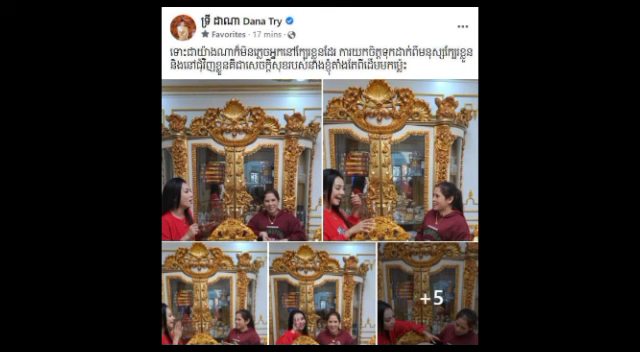 ទ្រី ដាណា Dana Try
Favorites · 17 mins ·
ទោះជាយ៉ាងណាក៏មិនភ្លេចអ្នកនៅក្បែរខ្លួនដែរ ការយកចិត្តទុកដាក់ពីមនុស្សក្បែរខ្លួន
និងនៅជុំវិញខ្លួនគឺជាសេចក្ដីសុខរបស់នាងខ្ញុំតាំងតែពីដើមមកម្ល៉េះ
+5